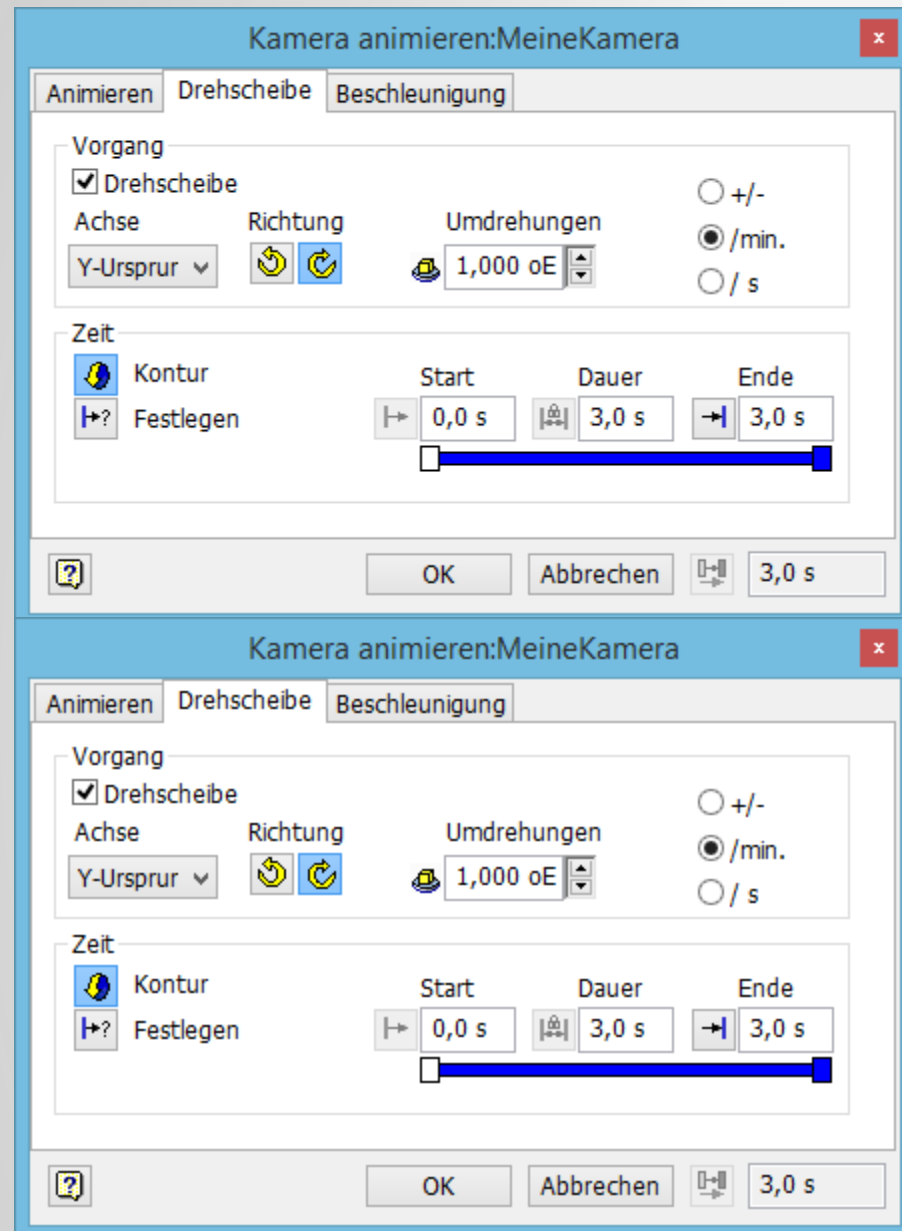 Kamera animieren:MeineKamera x
Animieren Drehscheibe Beschleunigung
Vorgang
Drehscheibe
+/-
Achse Richtung Umdrehungen
/min.
Y-Ursprur 1,000 oE
/ s
Zeit
Kontur
Start Dauer Ende
? Festlegen 0,0 s 3,0 s 3,0 s
? OK Abbrechen 3,0 s
Kamera animieren:MeineKamera x
Animieren Drehscheibe Beschleunigung
Vorgang
Drehscheibe
+/-
Achse Richtung Umdrehungen
/min.
Y-Ursprur 1,000 oE
/ s
Zeit
Kontur
Start Dauer Ende
? Festlegen 0,0 s 3,0 s 3,0 s
? OK Abbrechen 3,0 s